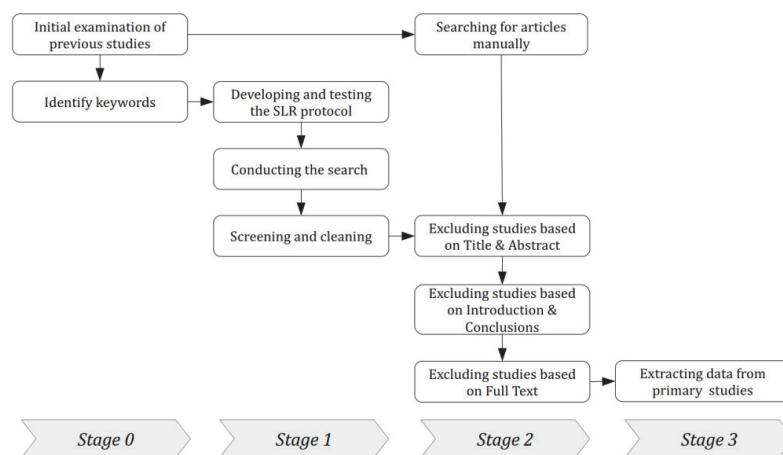 Initial examination of
previous studies
Searching for articles
manually
Identify keywords
Developing and testing
the SLR protocol
Conducting the search
Screening and cleaning
Excluding studies based
on Title & Abstract
Excluding studies based
on Introduction &
Conclusions
Excluding studies based
on Full Text
Extracting data from
primary studies
Stage 0
Stage 1
Stage 2
Stage 3